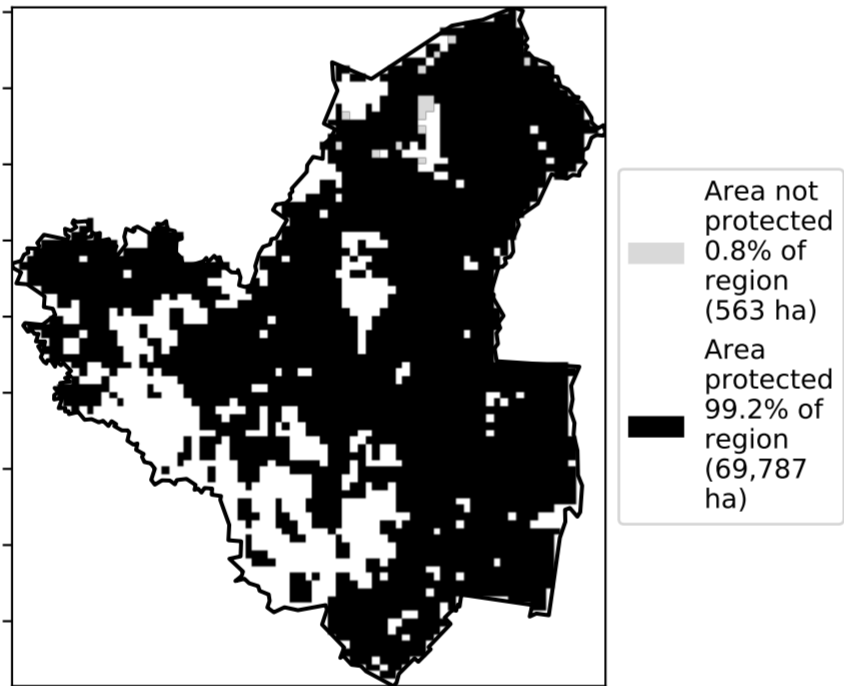 Area not
protected
0.8% of
region
(563 ha)
Area
protected
99.2% of
region
(69,787
ha)